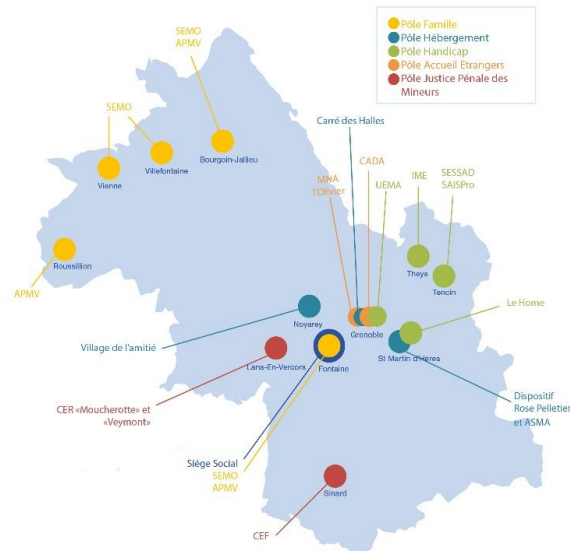 Pôle Famille
Pôle Hébergement
Pôle Handicap
Pôle Accueil Etrangers
Pôle Justice Pénale des
Mineurs
SEMO
APMV
SEMO
Carré des Halles
CADA
MNA
l'Olivier
UEMA
IME
SESSAD
SAISPro
Bourgoin-Jallieu
Villefontaine
Vienne
Roussillion
APMV
Theys
Tencin
Le Home
Noyarey
Grenoble
St Martin d'Hères
Village de l'amitié
Lans-En-Vercors
Fontaine
CER «Moucherotte» et
«Veymont»
Dispositif
Rose Pelletier
et ASMA
Siège Social
SEMO
APMV
Sinard
CEF